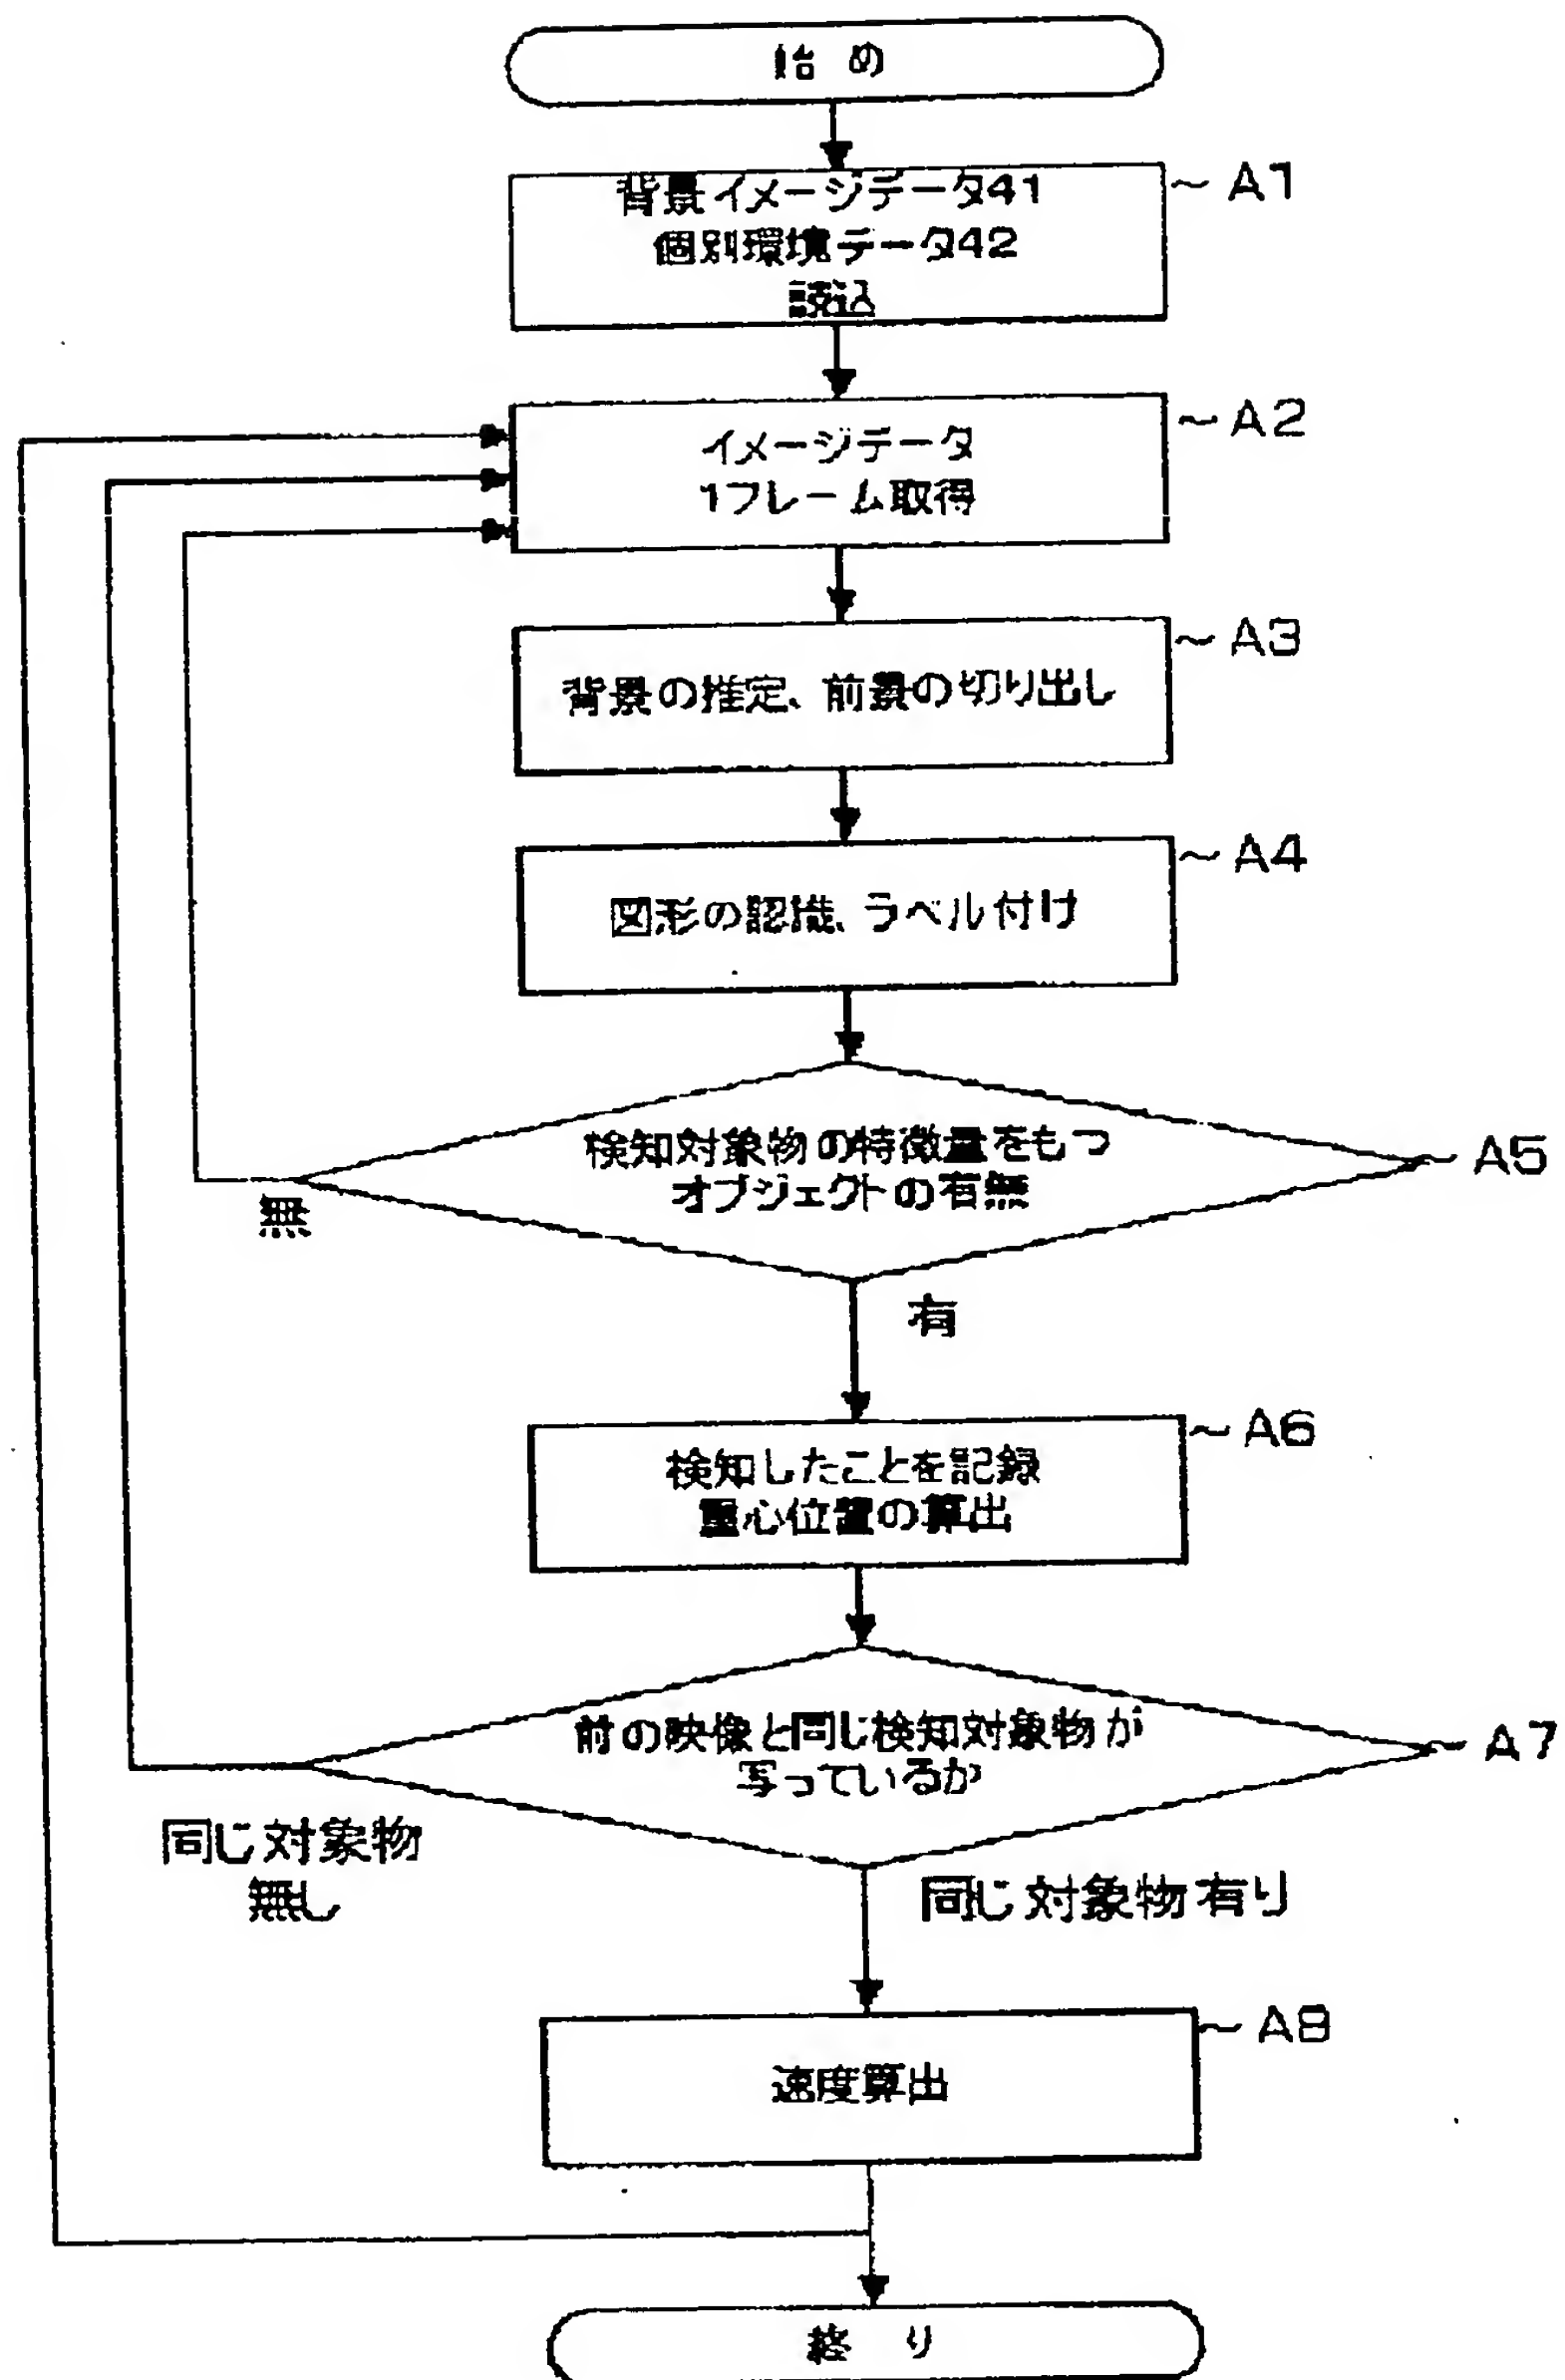 始 め
背景イメージデータ41
個別環境データ42
読込
~A1
イメージデータ
1フレーム取得
~A2
背景の推定、前景の切り出し
~A3
図形の認識、ラベル付け
~A4
検知対象物の特徴量をもつ
オブジェクトの有無
~A5
無
有
検知したことを記録
重心位置の算出
~A6
前の映像と同じ検知対象物が
写っているか
~A7
同じ対象物
無し
同じ対象物有り
速度算出
~A8
終 り